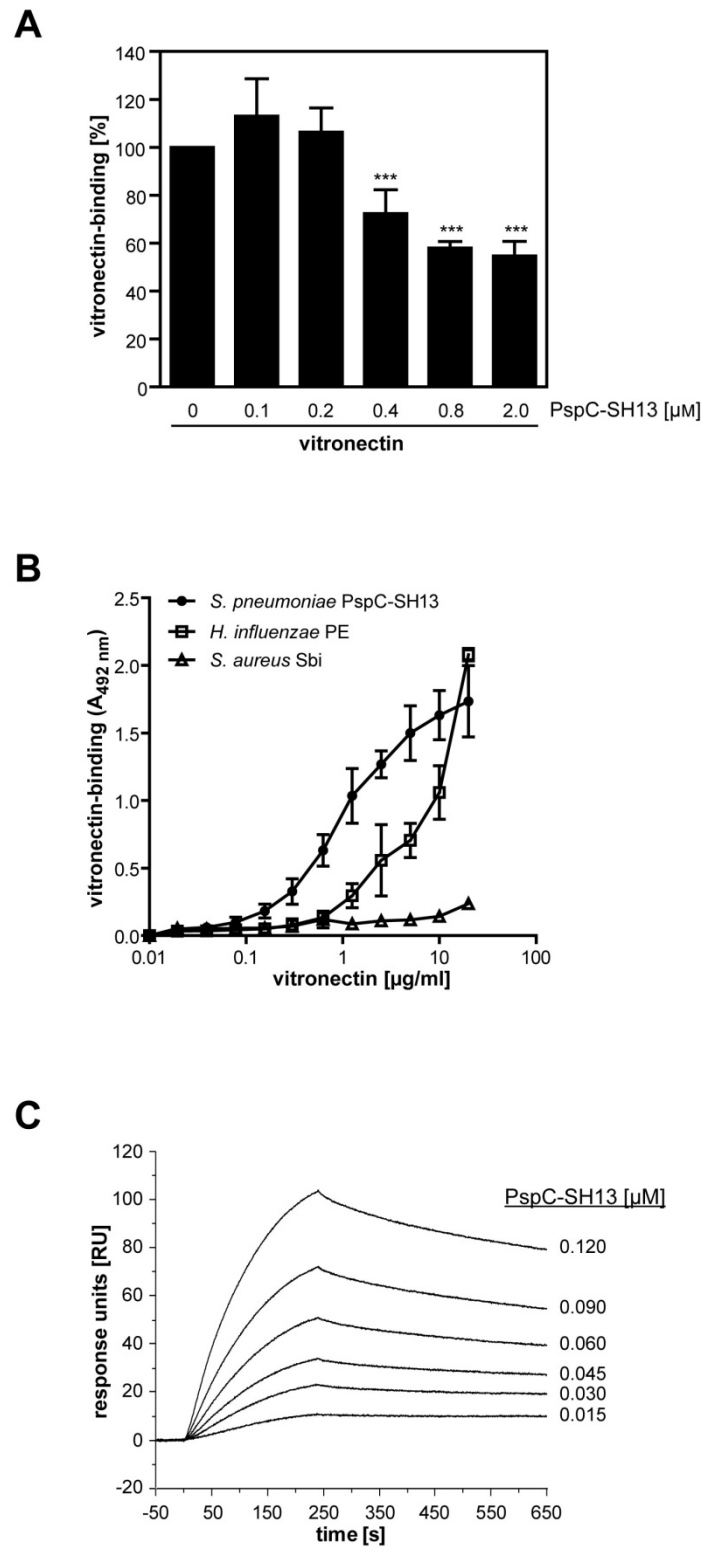 A
140
120
100
80
60
40
20
0
vitronectin-binding [%]
***
***
***
0 0.1 0.2 0.4 0.8 2.0 PspC-SH13 [µM]
vitronectin
B
S. pneumoniae PspC-SH13
H. influenzae PE
S. aureus Sbi
2.5
2.0
1.5
1.0
0.5
0.0
vitronectin-binding (A492 nm)
0.01 0.1 1 10 100
vitronectin [µg/ml]
C
120
100
80
60
40
20
0
-20
response units [RU]
PspC-SH13 [µM]
0.120
0.090
0.060
0.045
0.030
0.015
-50 50 150 250 350 450 550 650
time [s]